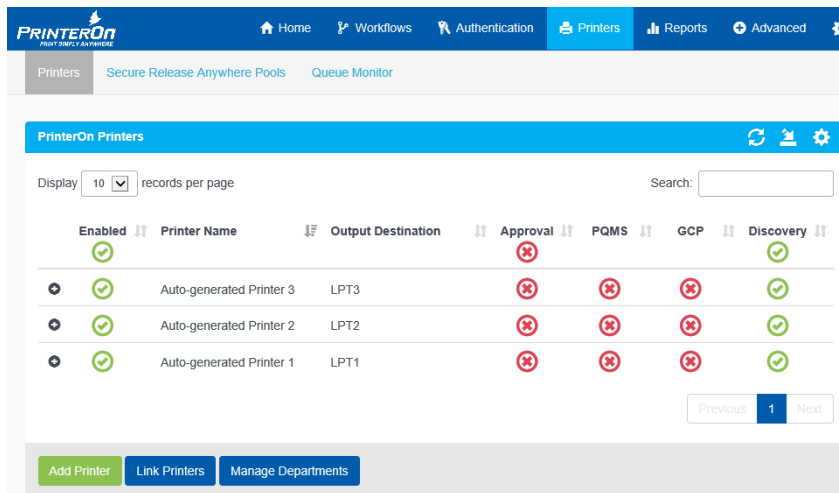 PRINTERON
PRINT SIMPLY ANYWHERE
Home Workflows Authentication Printers Reports Advanced
Printers Secure Release Anywhere Pools Queue Monitor
PrinterOn Printers
Display 10 records per page Search:
Enabled Printer Name Output Destination Approval PQMS GCP Discovery
Auto-generated Printer 3 LPT3
Auto-generated Printer 2 LPT2
Auto-generated Printer 1 LPT1
Previous 1 Next
Add Printer Link Printers Manage Departments